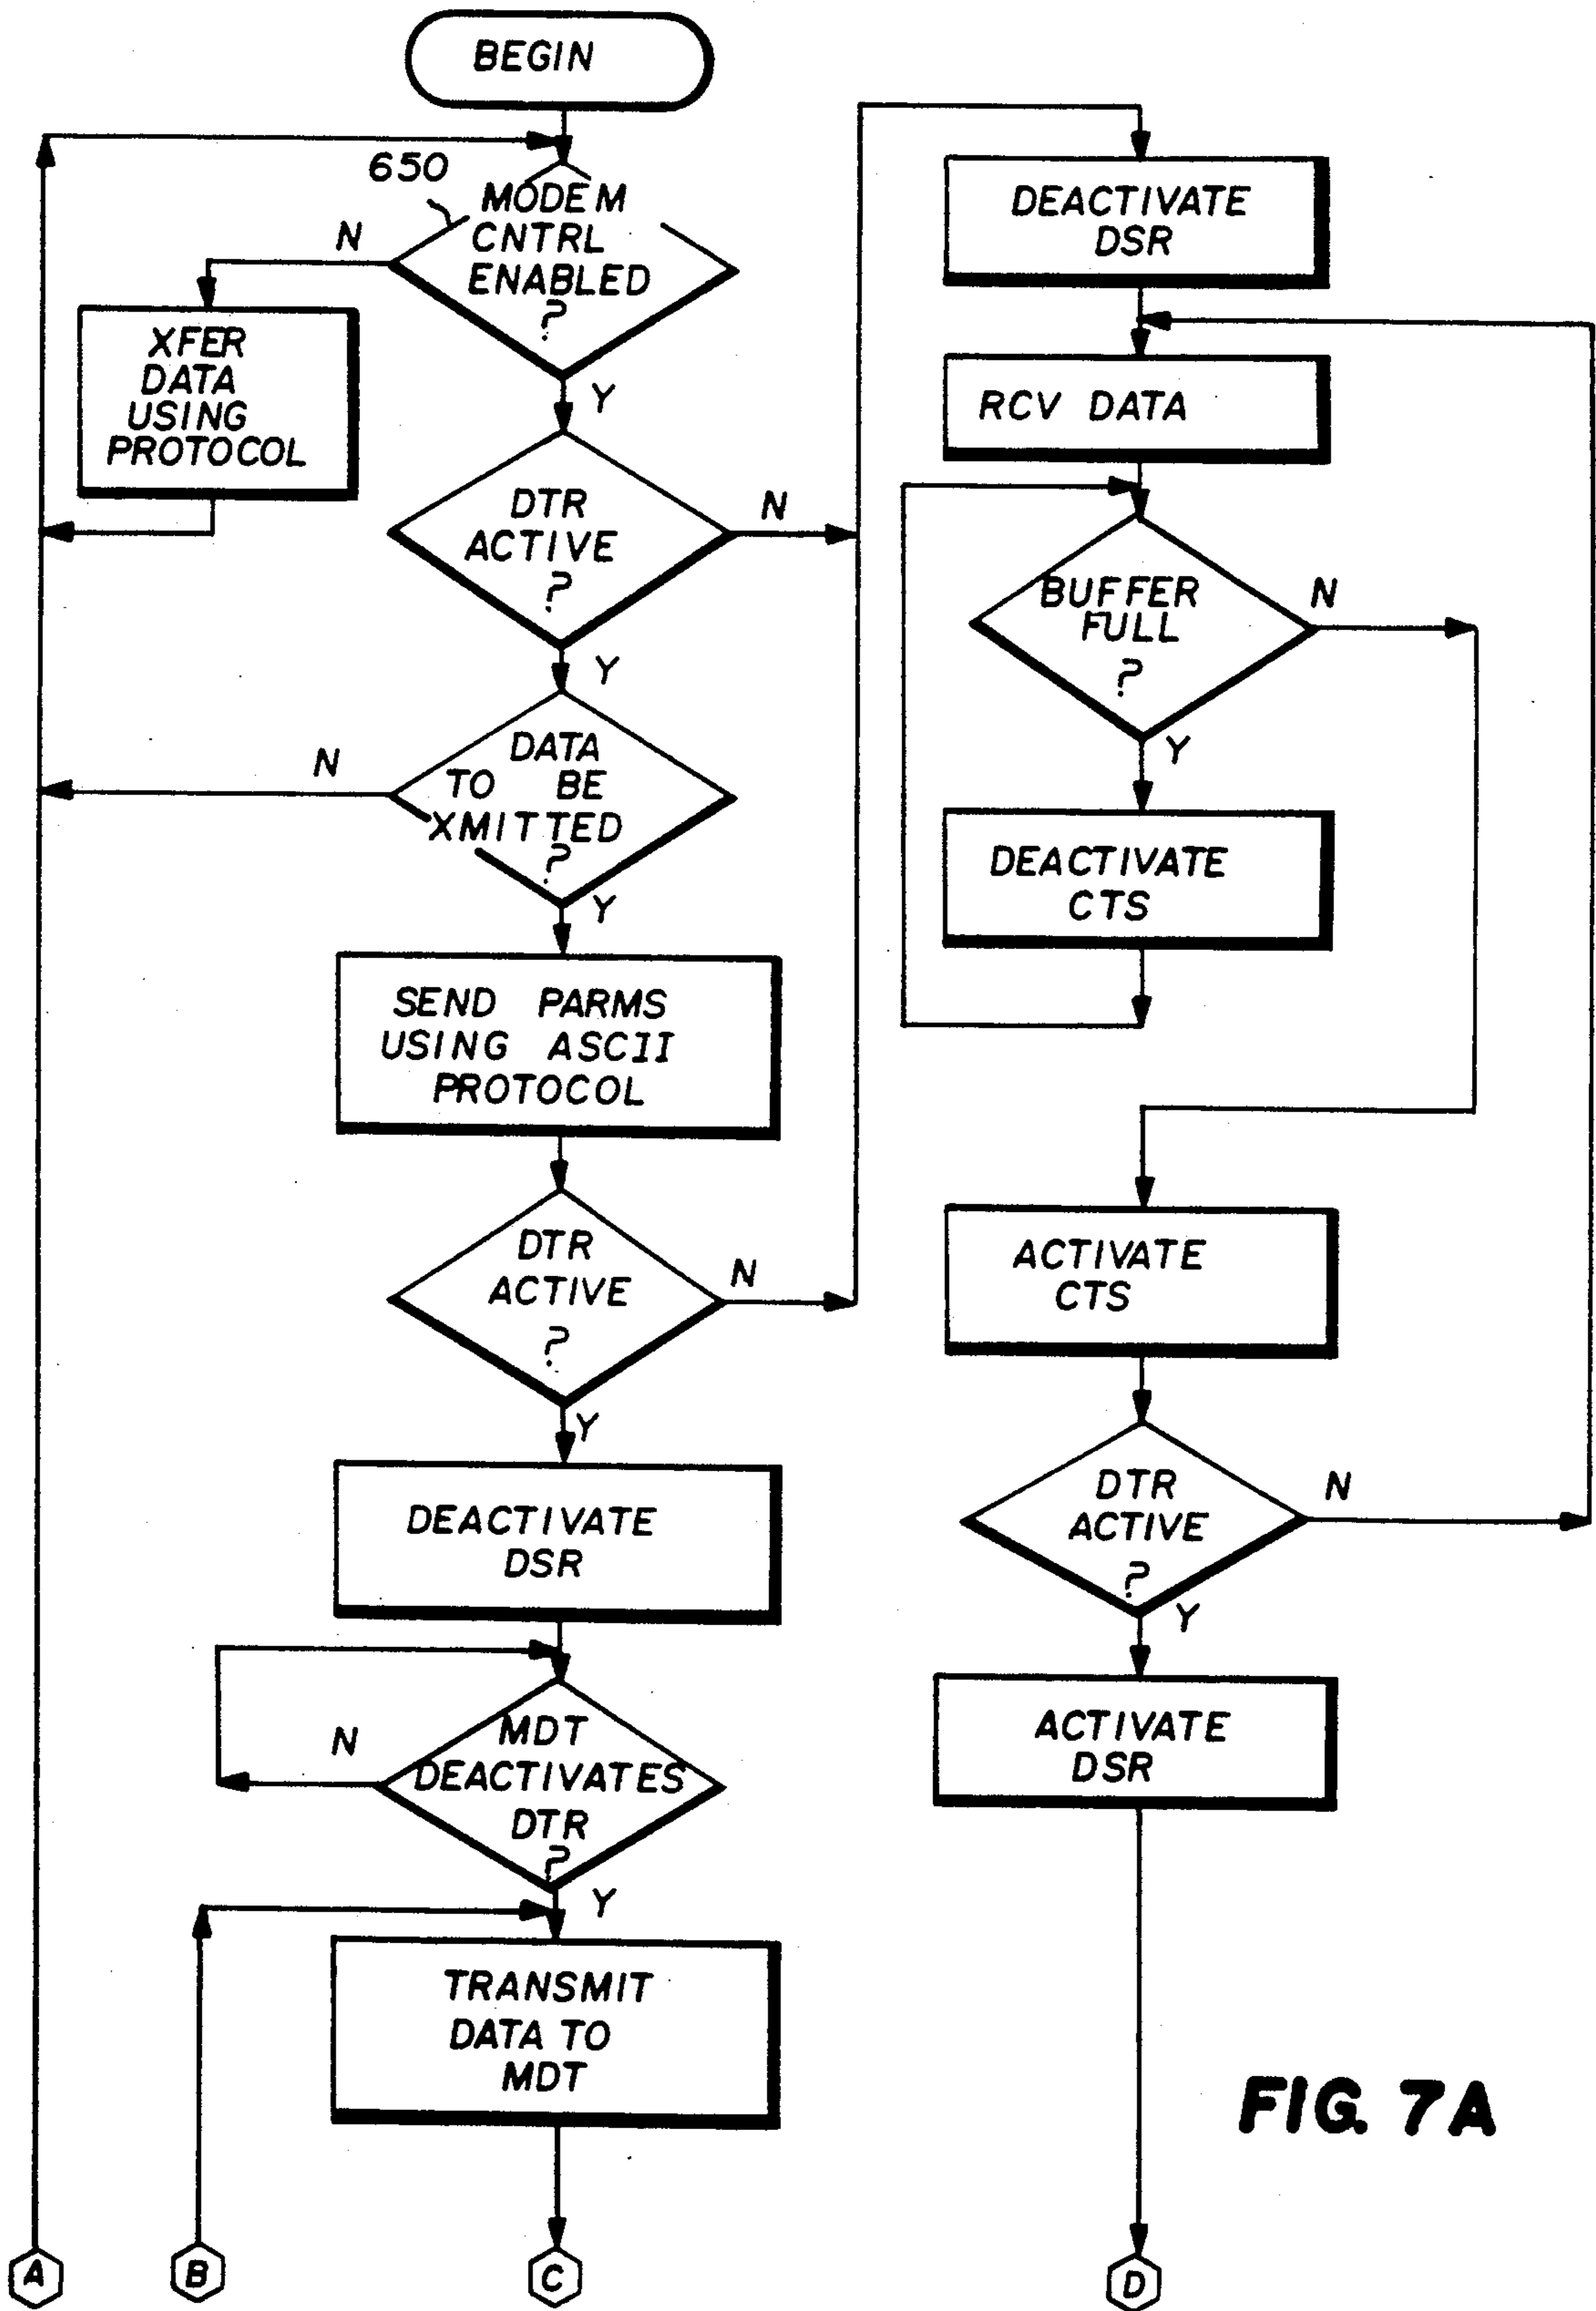 BEGIN
650
MODEM
CNTRL
ENABLED
?
N
Y
XFER
DATA
USING
PROTOCOL
DTR
ACTIVE
?
N
Y
DATA
TO BE
XMITTED
?
N
Y
SEND PARMS
USING ASCII
PROTOCOL
DTR
ACTIVE
?
N
Y
DEACTIVATE
DSR
MDT
DEACTIVATES
DTR
?
N
Y
TRANSMIT
DATA TO
MDT
A
B
C
DEACTIVATE
DSR
RCV DATA
BUFFER
FULL
?
N
Y
DEACTIVATE
CTS
ACTIVATE
CTS
DTR
ACTIVE
?
N
Y
ACTIVATE
DSR
D
FIG. 7A